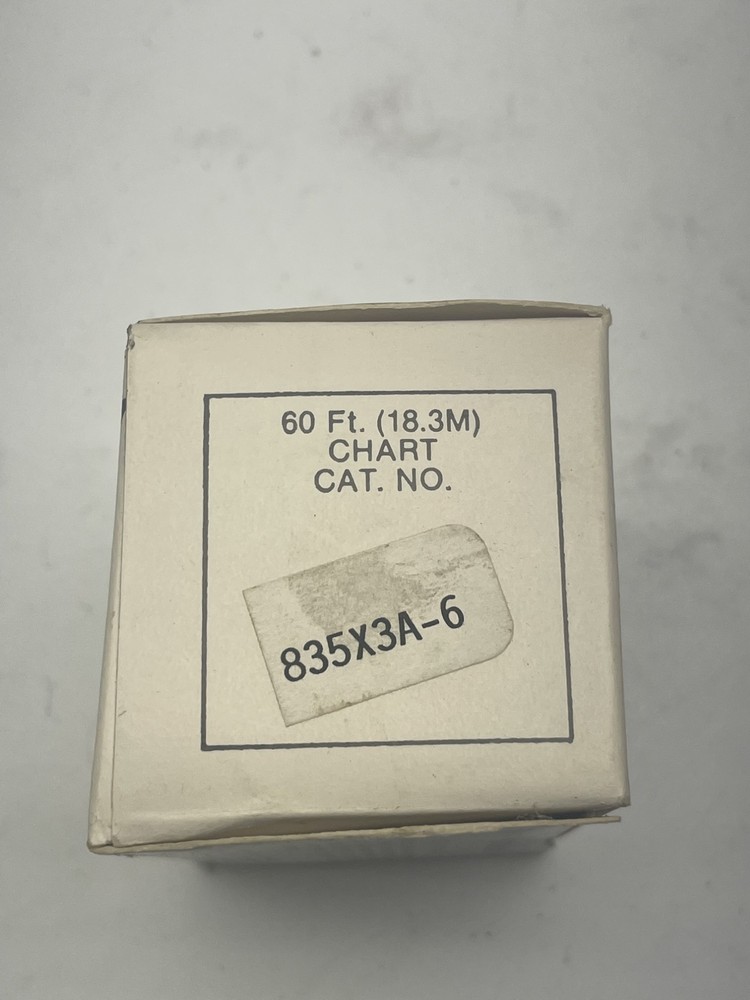 60 Ft. (18.3M)
CHART
CAT. NO.
835X3A-6